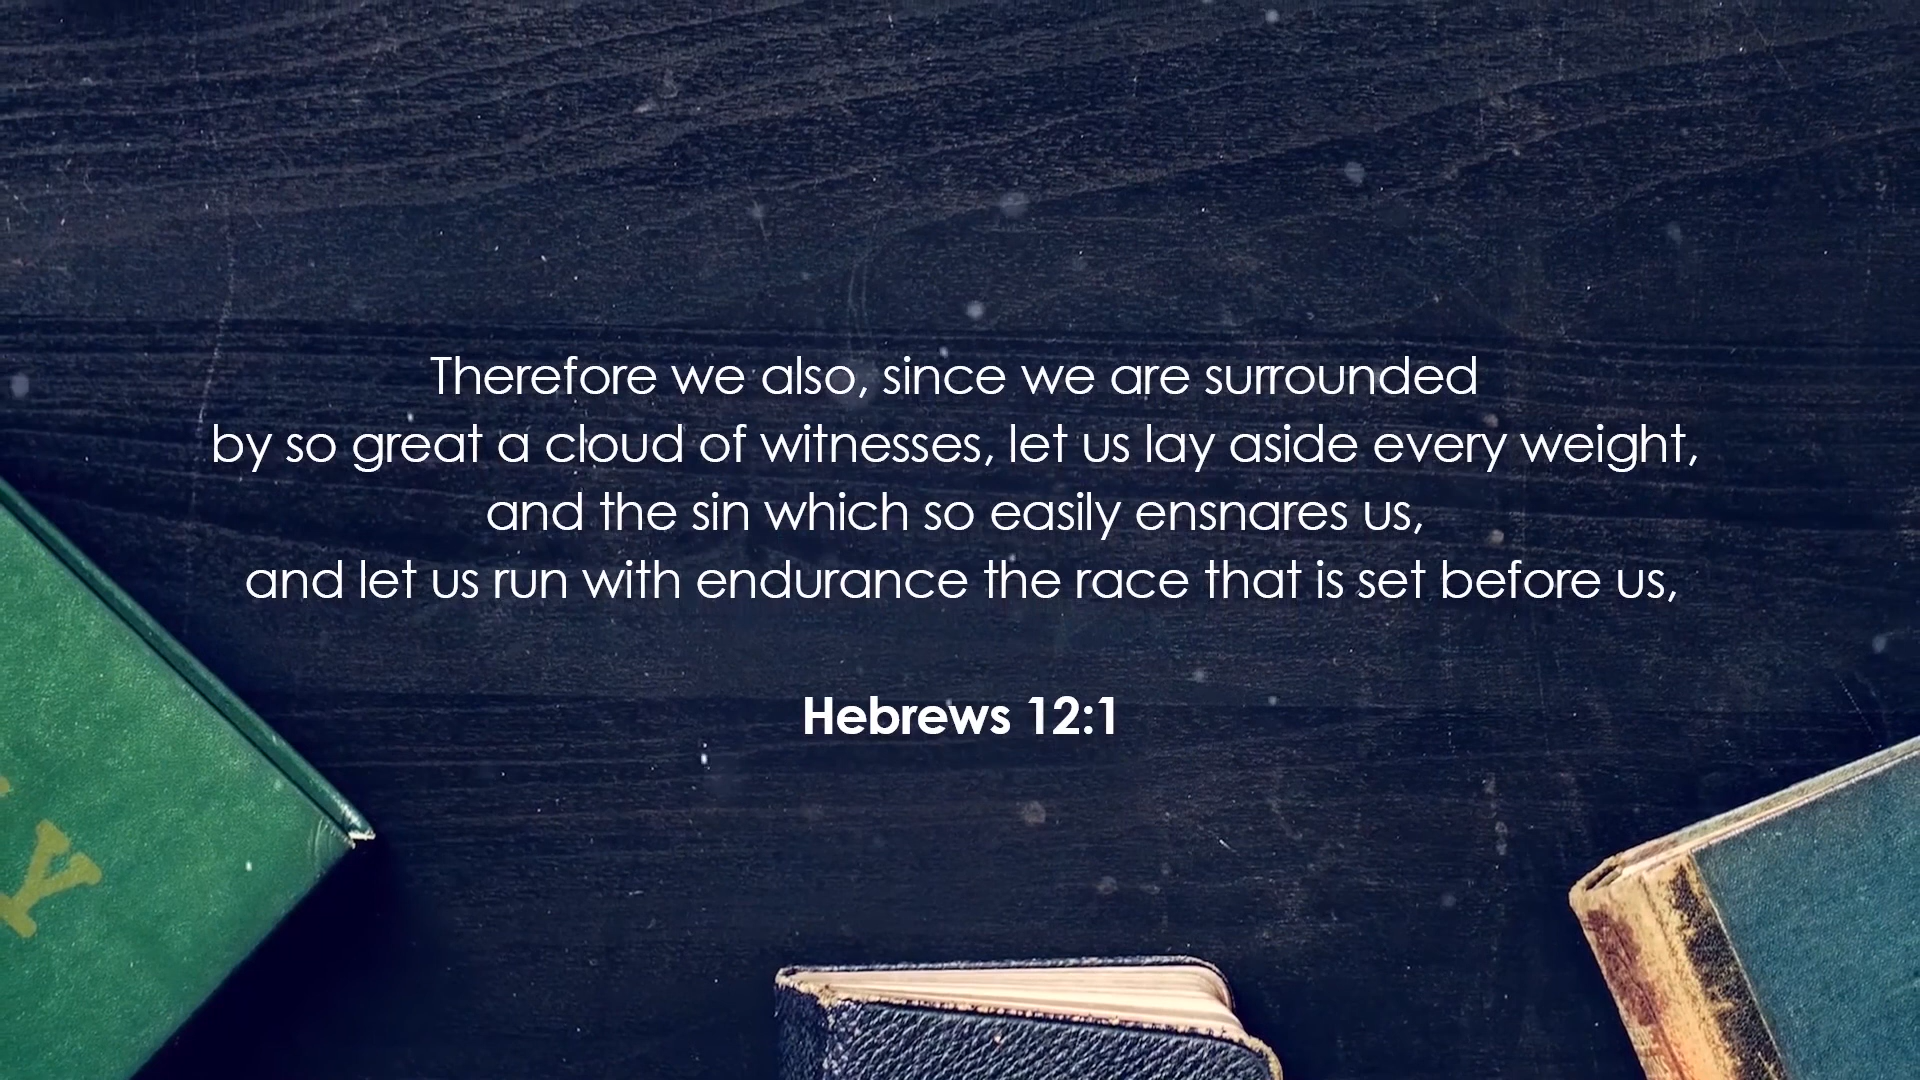 Therefore we also, since we are surrounded
by so great a cloud of witnesses, let us lay aside every weight,
and the sin which so easily ensnares us,
and let us run with endurance the race that is set before us,
Hebrews 12:1
Y